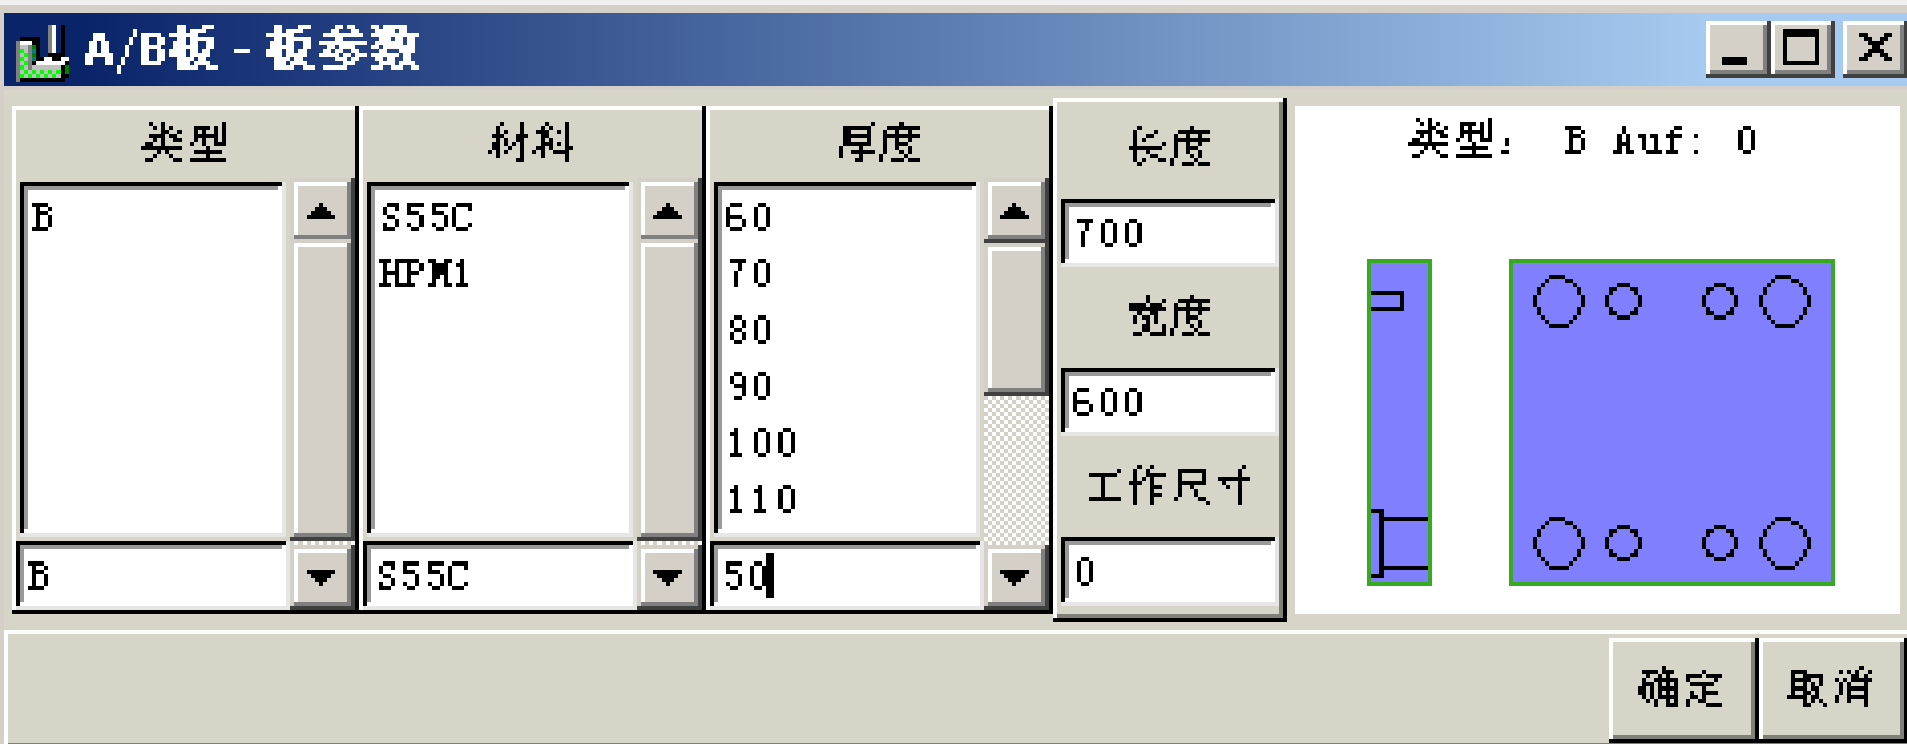 A/B板 - 板参数
类型
B
B
材料
S55C
HPM1
S55C
厚度
60
70
80
90
100
110
50
长度
700
宽度
600
工作尺寸
0
类型： B Auf: 0
确定
取消